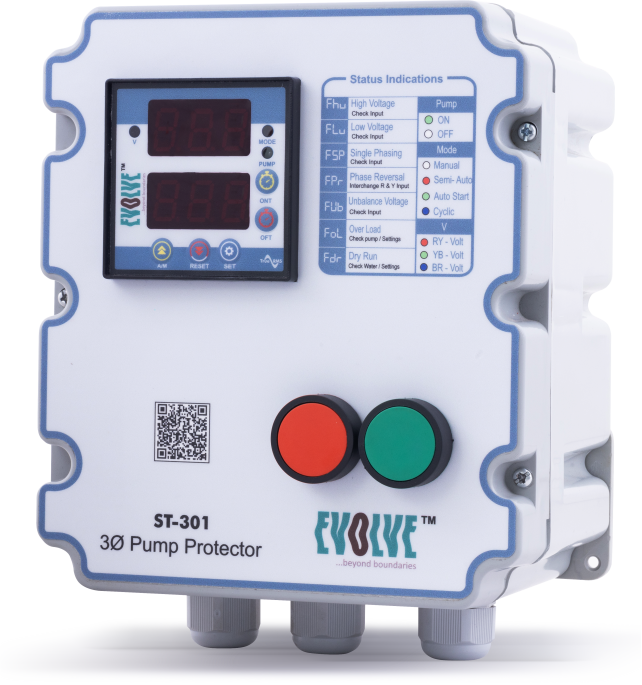 V
MODE
PUMP
EVOLVE™
ONT
OFT
A/M
RESET
SET
Status Indications
Fhu High Voltage
Check Input
FLu Low Voltage
Check Input
FSP Single Phasing
Check Input
FPr Phase Reversal
Interchange R & Y Input
FUb Unbalance Voltage
Check Input
FoL Over Load
Check pump / Settings
Fdr Dry Run
Check Water / Settings
Pump
ON
OFF
Mode
Manual
Semi- Auto
Auto Start
Cyclic
V
RY - Volt
YB - Volt
BR - Volt
ST-301
3Ø Pump Protector
EVOLVE™
...beyond boundaries